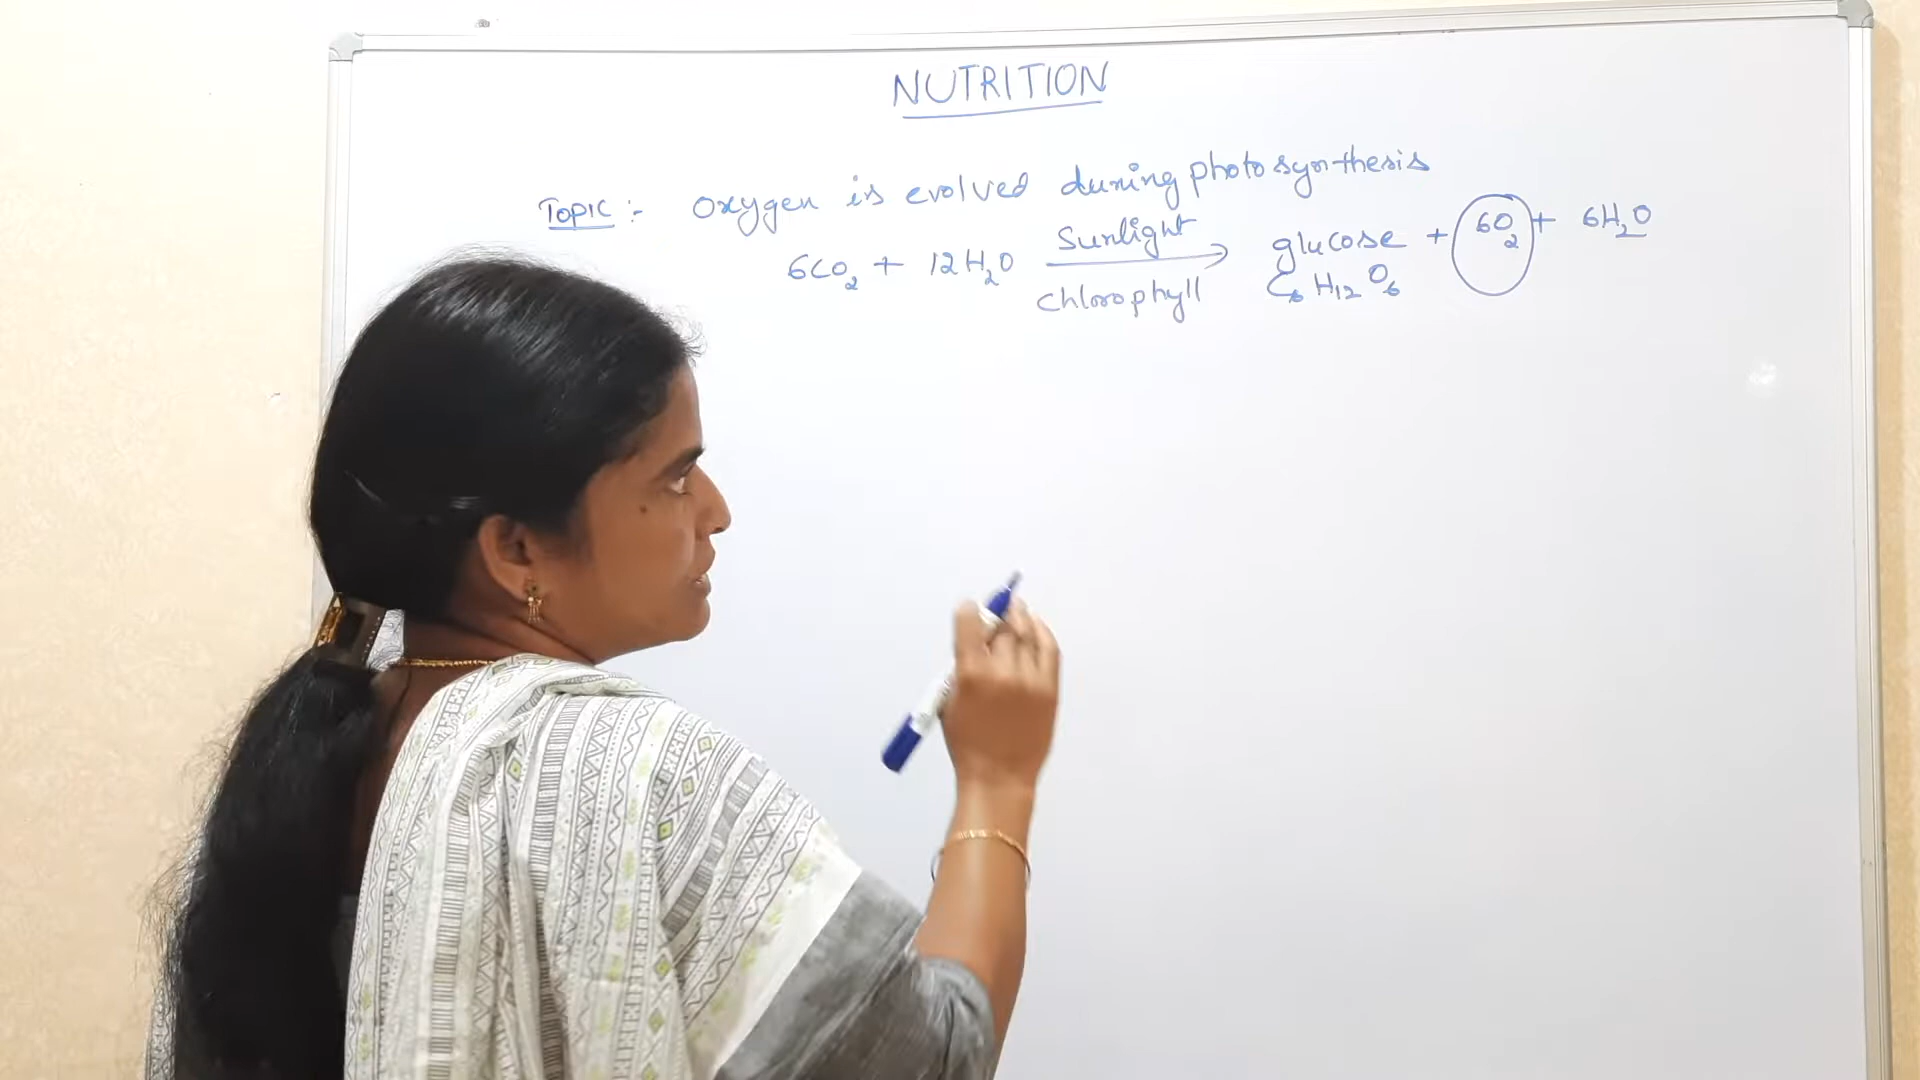 NUTRITION
TOPIC :- Oxygen is evolved during photosynthesis
6CO₂ + 12H₂O Sunlight → Chlorophyll glucose + 6O₂ + 6H₂O
C₆H₁₂O₆